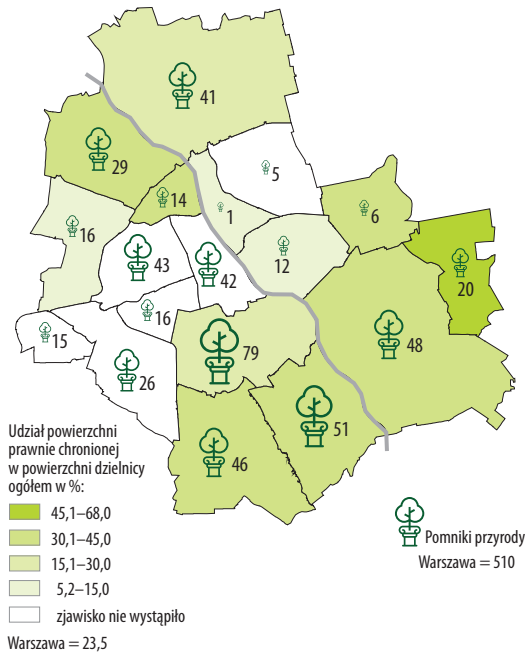 41
29
5
14
6
1
16
12
20
43
42
16
15
79
48
26
51
46
Udział powierzchni
prawnie chronionej
w powierzchni dzielnicy
ogółem w %:
45,1–68,0
30,1–45,0
15,1–30,0
5,2–15,0
zjawisko nie wystąpiło
Warszawa = 23,5
Pomniki przyrody
Warszawa = 510